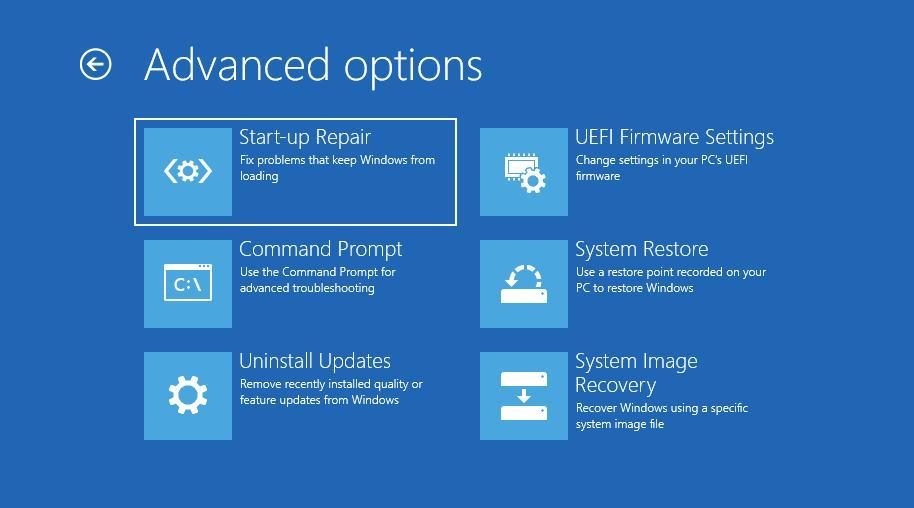 Advanced options
Start-up Repair
Fix problems that keep Windows from
loading
UEFI Firmware Settings
Change settings in your PC's UEFI
firmware
C:\
Command Prompt
Use the Command Prompt for
advanced troubleshooting
System Restore
Use a restore point recorded on your
PC to restore Windows
Uninstall Updates
Remove recently installed quality or
feature updates from Windows
System Image
Recovery
Recover Windows using a specific
system image file